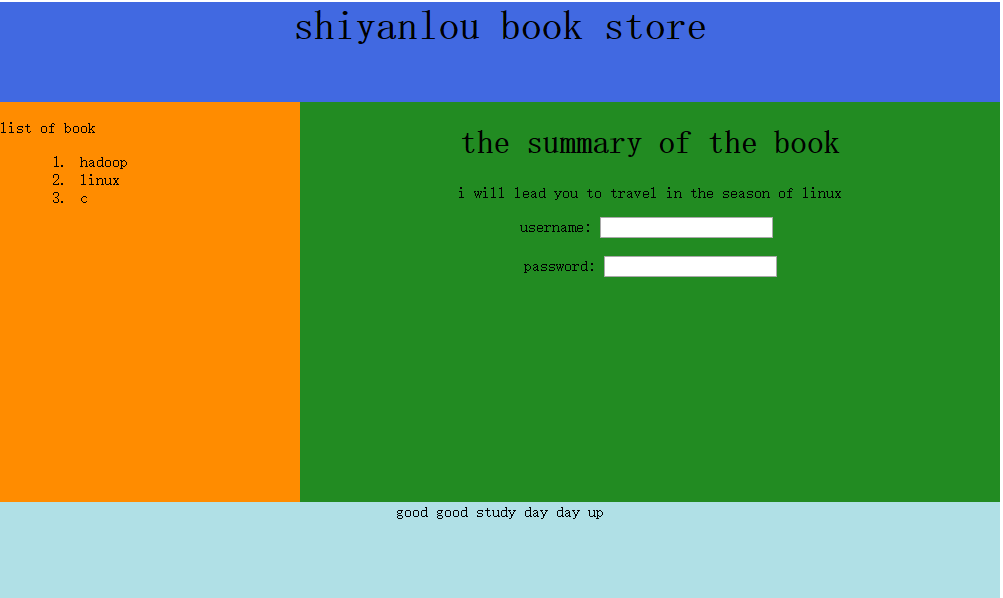 shiyanlou book store
list of book
1. hadoop
2. linux
3. c
the summary of the book
i will lead you to travel in the season of linux
username:
password:
good good study day day up